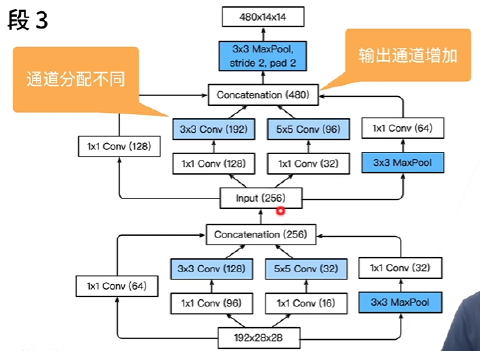 段 3
480x14x14
3x3 MaxPool,
stride 2, pad 2
通道分配不同
输出通道增加
Concatenation (480)
3x3 Conv (192)
5x5 Conv (96)
1x1 Conv (64)
1x1 Conv (128)
1x1 Conv (128)
1x1 Conv (32)
3x3 MaxPool
Input (256)
Concatenation (256)
3x3 Conv (128)
5x5 Conv (32)
1x1 Conv (32)
1x1 Conv (64)
1x1 Conv (96)
1x1 Conv (16)
3x3 MaxPool
192x28x28